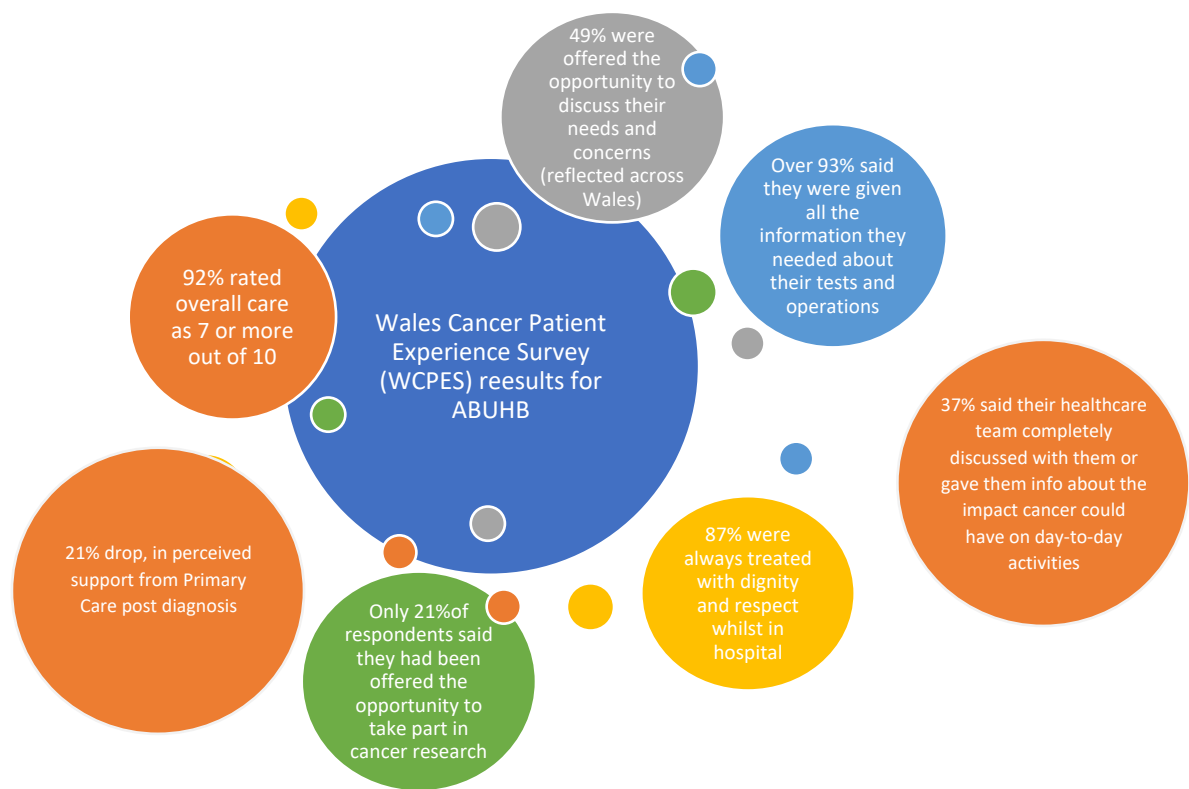 49% were
offered the
opportunity to
discuss their
needs and
concerns
(reflected across
Wales)
Over 93% said
they were given
all the
information they
needed about
their tests and
operations
92% rated
overall care
as 7 or more
out of 10
Wales Cancer Patient
Experience Survey
(WCPES) reesults for
ABUHB
37% said their healthcare
team completely
discussed with them or
gave them info about the
impact cancer could
have on day-to-day
activities
21% drop, in perceived
support from Primary
Care post diagnosis
87% were
always treated
with dignity
and respect
whilst in
hospital
Only 21%of
respondents said
they had been
offered the
opportunity to
take part in
cancer research